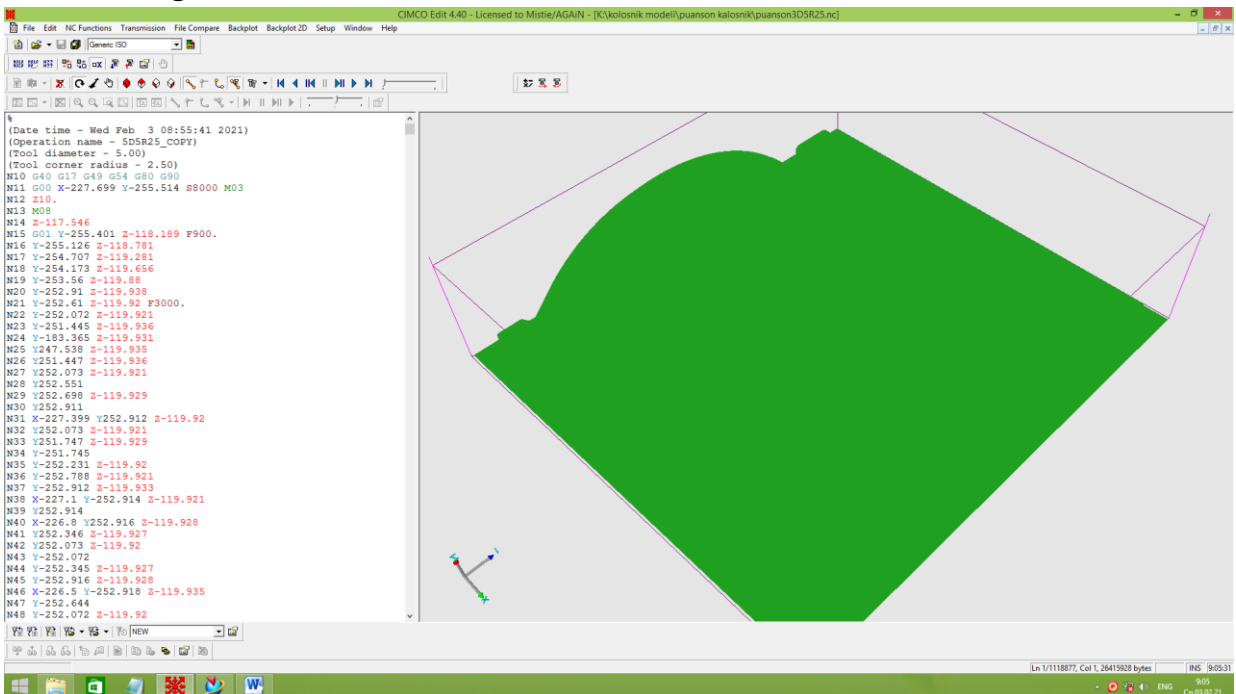 CIMCO Edit 4.40 - Licensed to Mistie/AGAiN - [K:\kolosnik modeli\puanson kalosnik\puanson3D5R25.nc]
File Edit NC Functions Transmission File Compare Backplot Backplot 2D Setup Window Help
Generic ISO
%
(Date time - Wed Feb  3 08:55:41 2021)
(Operation name - 5D5R25_COPY)
(Tool diameter - 5.00)
(Tool corner radius - 2.50)
N10 G40 G17 G49 G54 G80 G90
N11 G00 X-227.699 Y-255.514 S8000 M03
N12 Z10.
N13 M08
N14 Z-117.546
N15 G01 Y-255.401 Z-118.189 F900.
N16 Y-255.126 Z-118.781
N17 Y-254.707 Z-119.281
N18 Y-254.173 Z-119.656
N19 Y-253.56 Z-119.88
N20 Y-252.91 Z-119.938
N21 Y-252.61 Z-119.92 F3000.
N22 Y-252.072 Z-119.921
N23 Y-251.445 Z-119.936
N24 Y-183.365 Z-119.931
N25 Y247.538 Z-119.935
N26 Y251.447 Z-119.936
N27 Y252.073 Z-119.921
N28 Y252.551
N29 Y252.698 Z-119.929
N30 Y252.911
N31 X-227.399 Y252.912 Z-119.92
N32 Y252.073 Z-119.921
N33 Y251.747 Z-119.929
N34 Y-251.745
N35 Y-252.231 Z-119.92
N36 Y-252.788 Z-119.921
N37 Y-252.912 Z-119.933
N38 X-227.1 Y-252.914 Z-119.921
N39 Y252.914
N40 X-226.8 Y252.916 Z-119.928
N41 Y252.346 Z-119.927
N42 Y252.073 Z-119.92
N43 Y-252.072
N44 Y-252.345 Z-119.927
N45 Y-252.916 Z-119.928
N46 X-226.5 Y-252.918 Z-119.935
N47 Y-252.644
N48 Y-252.072 Z-119.92
NEW
Ln 1/1118877, Col 1, 26415928 bytes
INS 9:05:31
ENG
9:05
Ср 03.02.21